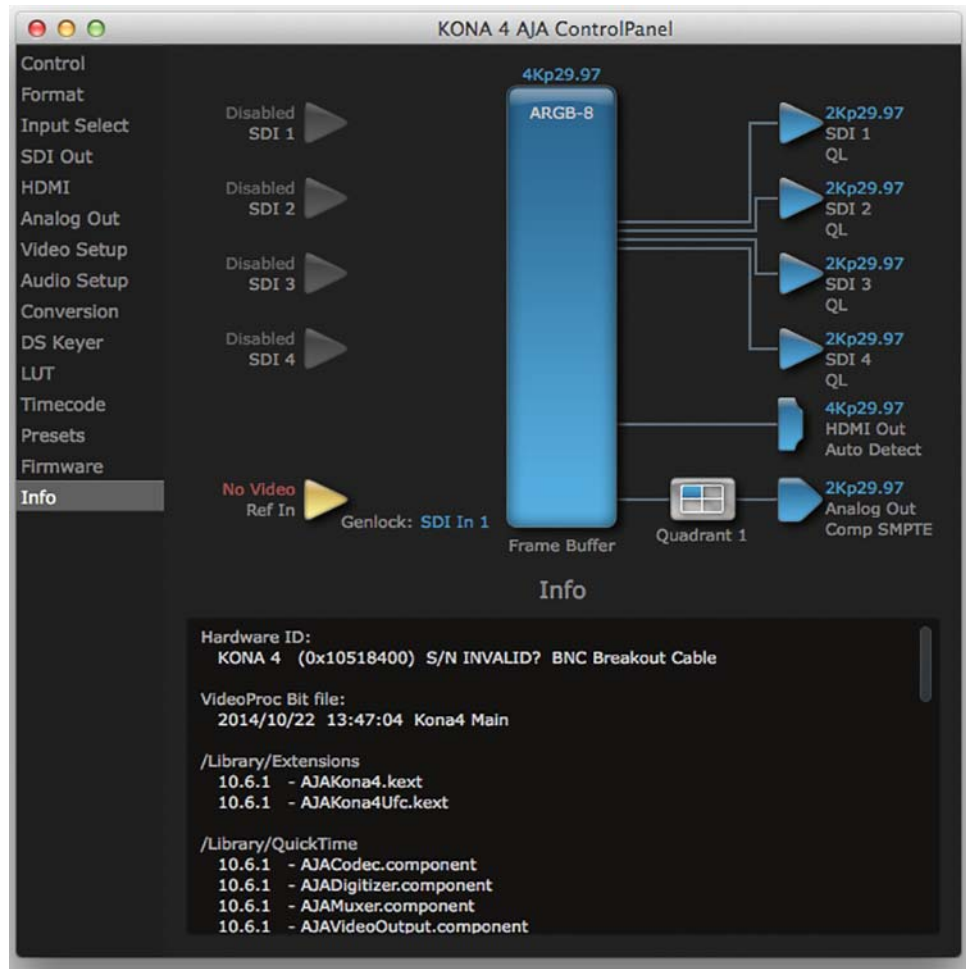 KONA 4 AJA ControlPanel
Control
Format
Input Select
SDI Out
HDMI
Analog Out
Video Setup
Audio Setup
Conversion
DS Keyer
LUT
Timecode
Presets
Firmware
Info
Disabled
SDI 1
Disabled
SDI 2
Disabled
SDI 3
Disabled
SDI 4
No Video
Ref In
Genlock: SDI In 1
4Kp29.97
ARGB-8
Frame Buffer
Quadrant 1
2Kp29.97
SDI 1
QL
2Kp29.97
SDI 2
QL
2Kp29.97
SDI 3
QL
2Kp29.97
SDI 4
QL
4Kp29.97
HDMI Out
Auto Detect
2Kp29.97
Analog Out
Comp SMPTE
Info
Hardware ID:
KONA 4 (0x10518400) S/N INVALID? BNC Breakout Cable
VideoProc Bit file:
2014/10/22 13:47:04 Kona4 Main
/Library/Extensions
10.6.1 - AJAKona4.kext
10.6.1 - AJAKona4Ufc.kext
/Library/QuickTime
10.6.1 - AJACodec.component
10.6.1 - AJADigitizer.component
10.6.1 - AJAMuxer.component
10.6.1 - AJAVideoOutput.component